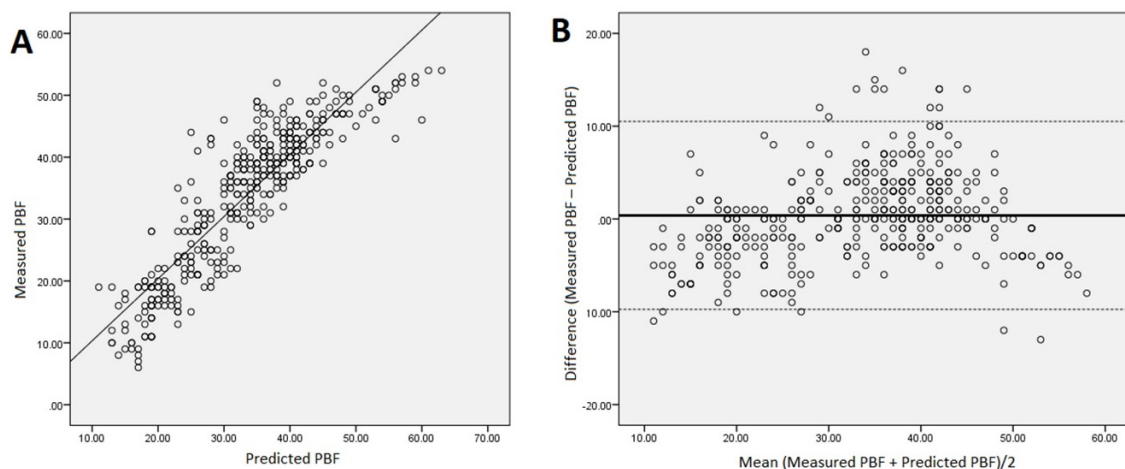 A
60.00
50.00
40.00
30.00
20.00
10.00
.00
Measured PBF
10.00 20.00 30.00 40.00 50.00 60.00 70.00
Predicted PBF
B
20.00
10.00
.00
-10.00
-20.00
Difference (Measured PBF – Predicted PBF)
10.00 20.00 30.00 40.00 50.00 60.00
Mean (Measured PBF + Predicted PBF)/2